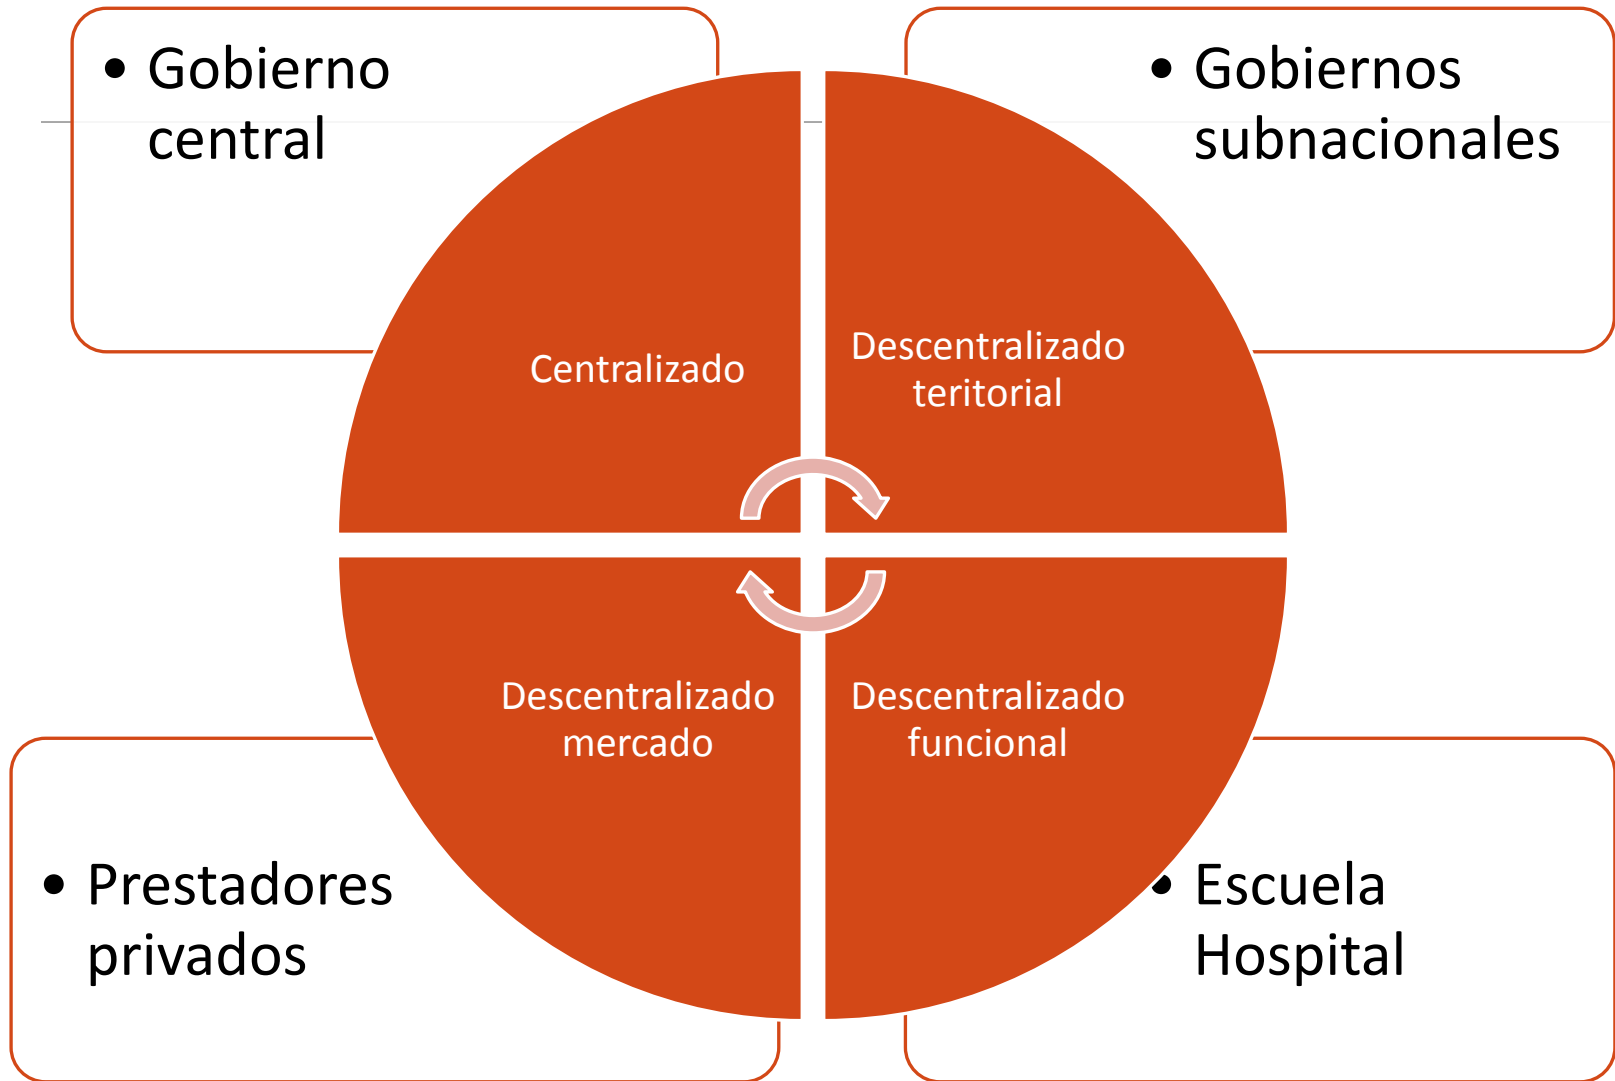 • Gobierno
central
• Gobiernos
subnacionales
Centralizado
Descentralizado
teritorial
Descentralizado
mercado
Descentralizado
funcional
• Prestadores
privados
• Escuela
Hospital